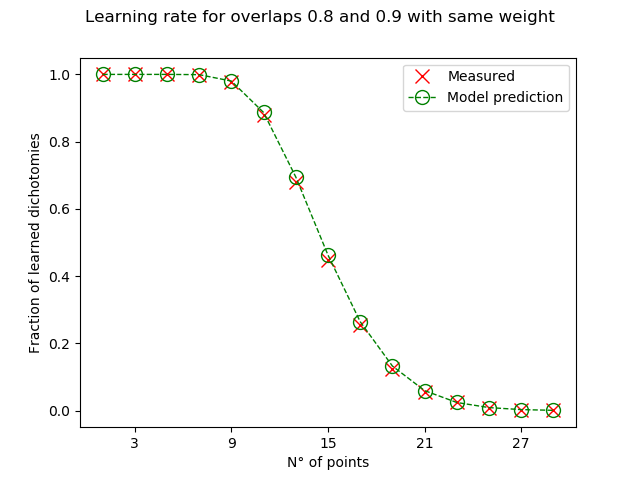 Learning rate for overlaps 0.8 and 0.9 with same weight
Measured
Model prediction
1.0
0.8
0.6
0.4
0.2
0.0
Fraction of learned dichotomies
3 9 15 21 27
N° of points